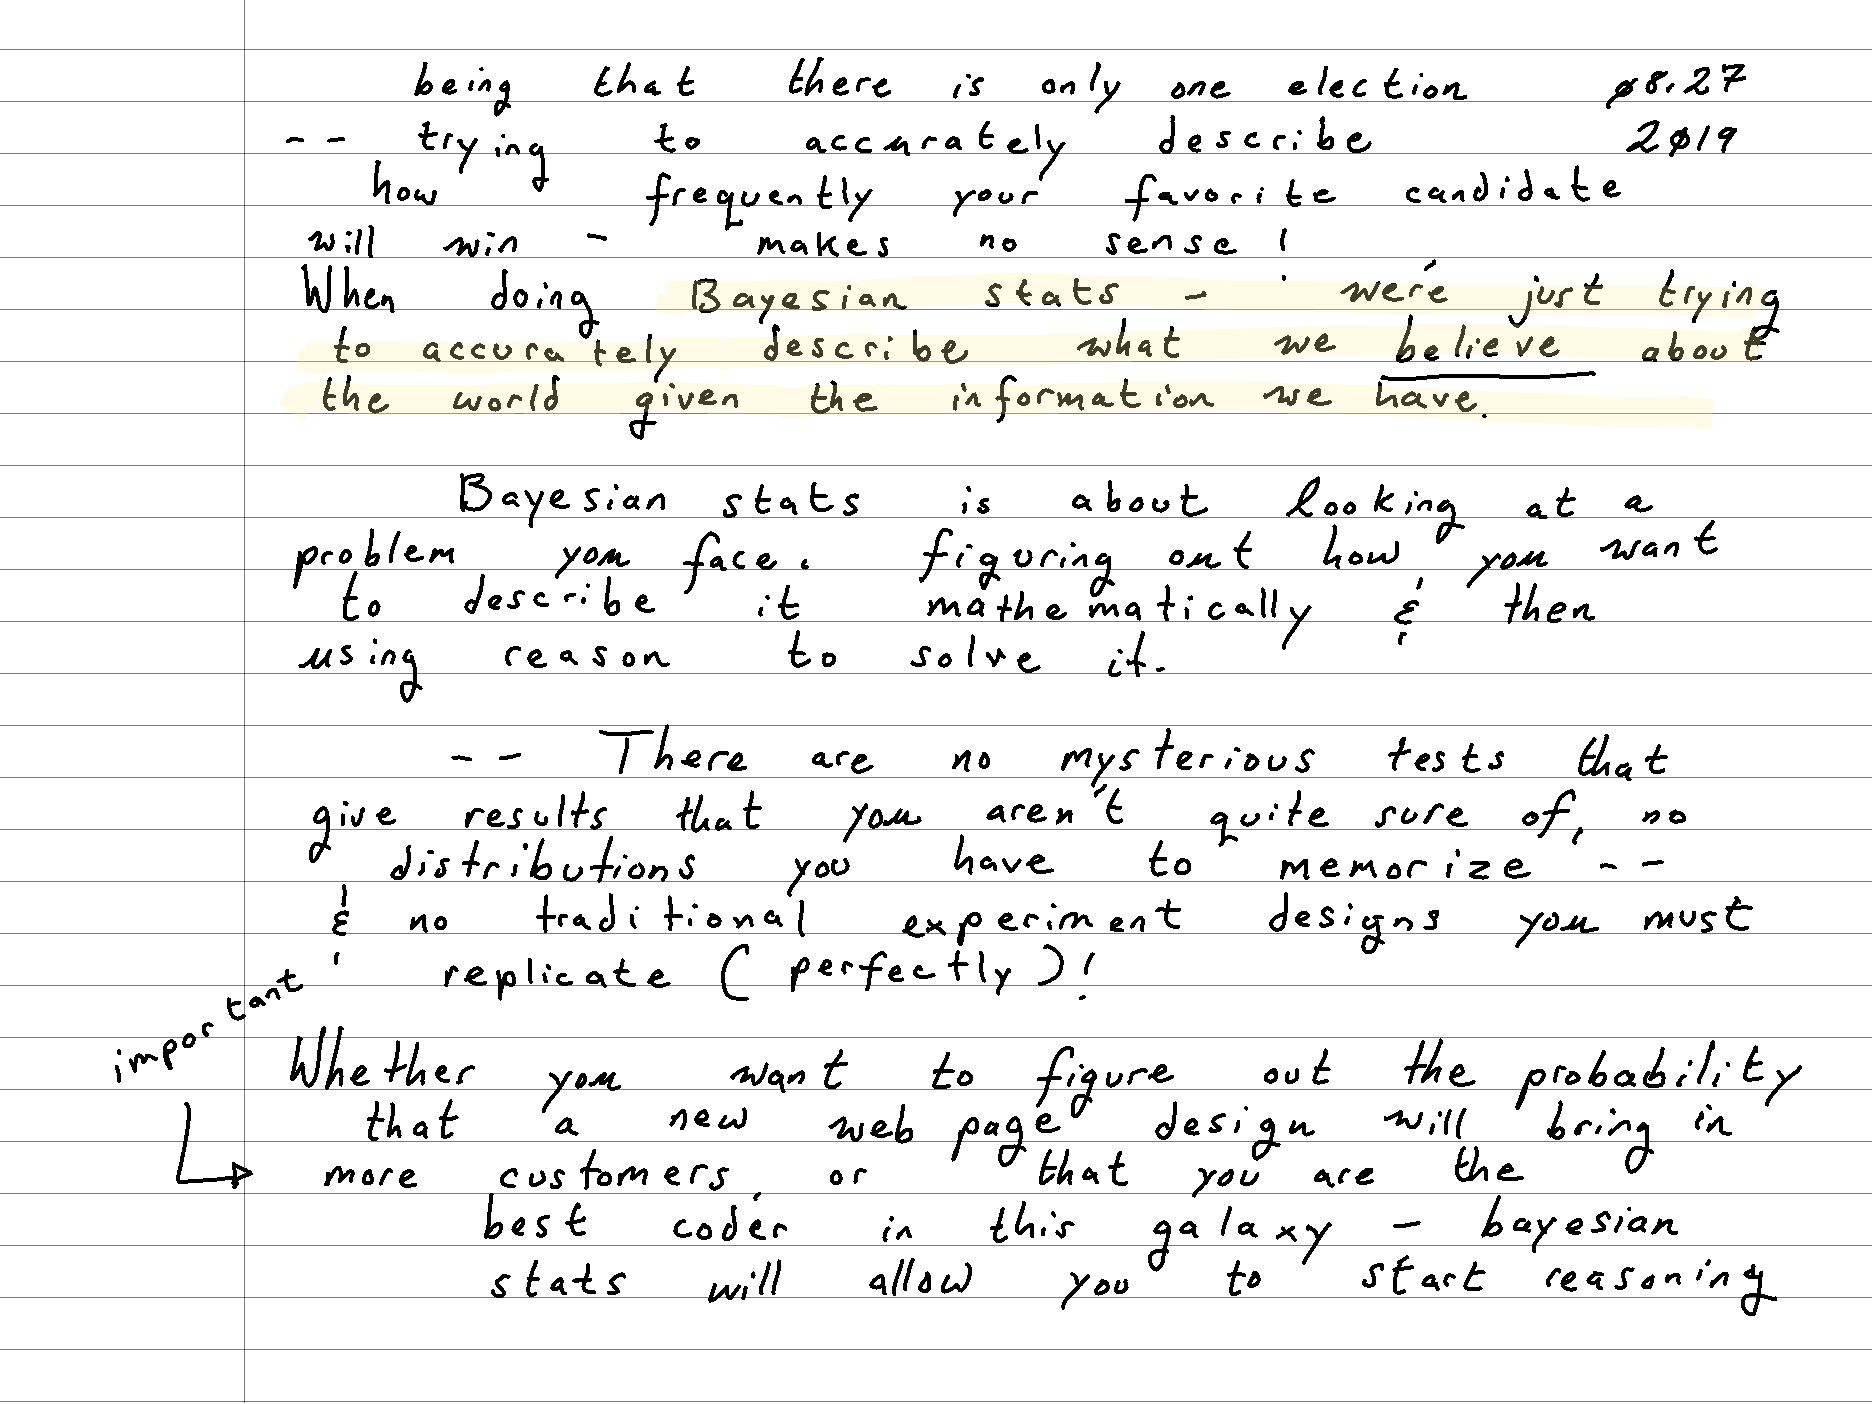 being that there is only one election 08.27
-- trying to accurately describe 2019
how frequently your favorite candidate
will win - makes no sense!
When doing Bayesian stats - we're just trying
to accurately describe what we believe about
the world given the information we have.
Bayesian stats is about looking at a
problem you face. figuring out how you want
to describe it mathematically & then
using reason to solve it.
-- There are no mysterious tests that
give results that you aren't quite sure of, no
distributions you have to memorize --
& no traditional experiment designs you must
replicate (perfectly)!
important
Whether you want to figure out the probability
that a new web page design will bring in
more customers, or that you are the
best coder in this galaxy - bayesian
stats will allow you to start reasoning